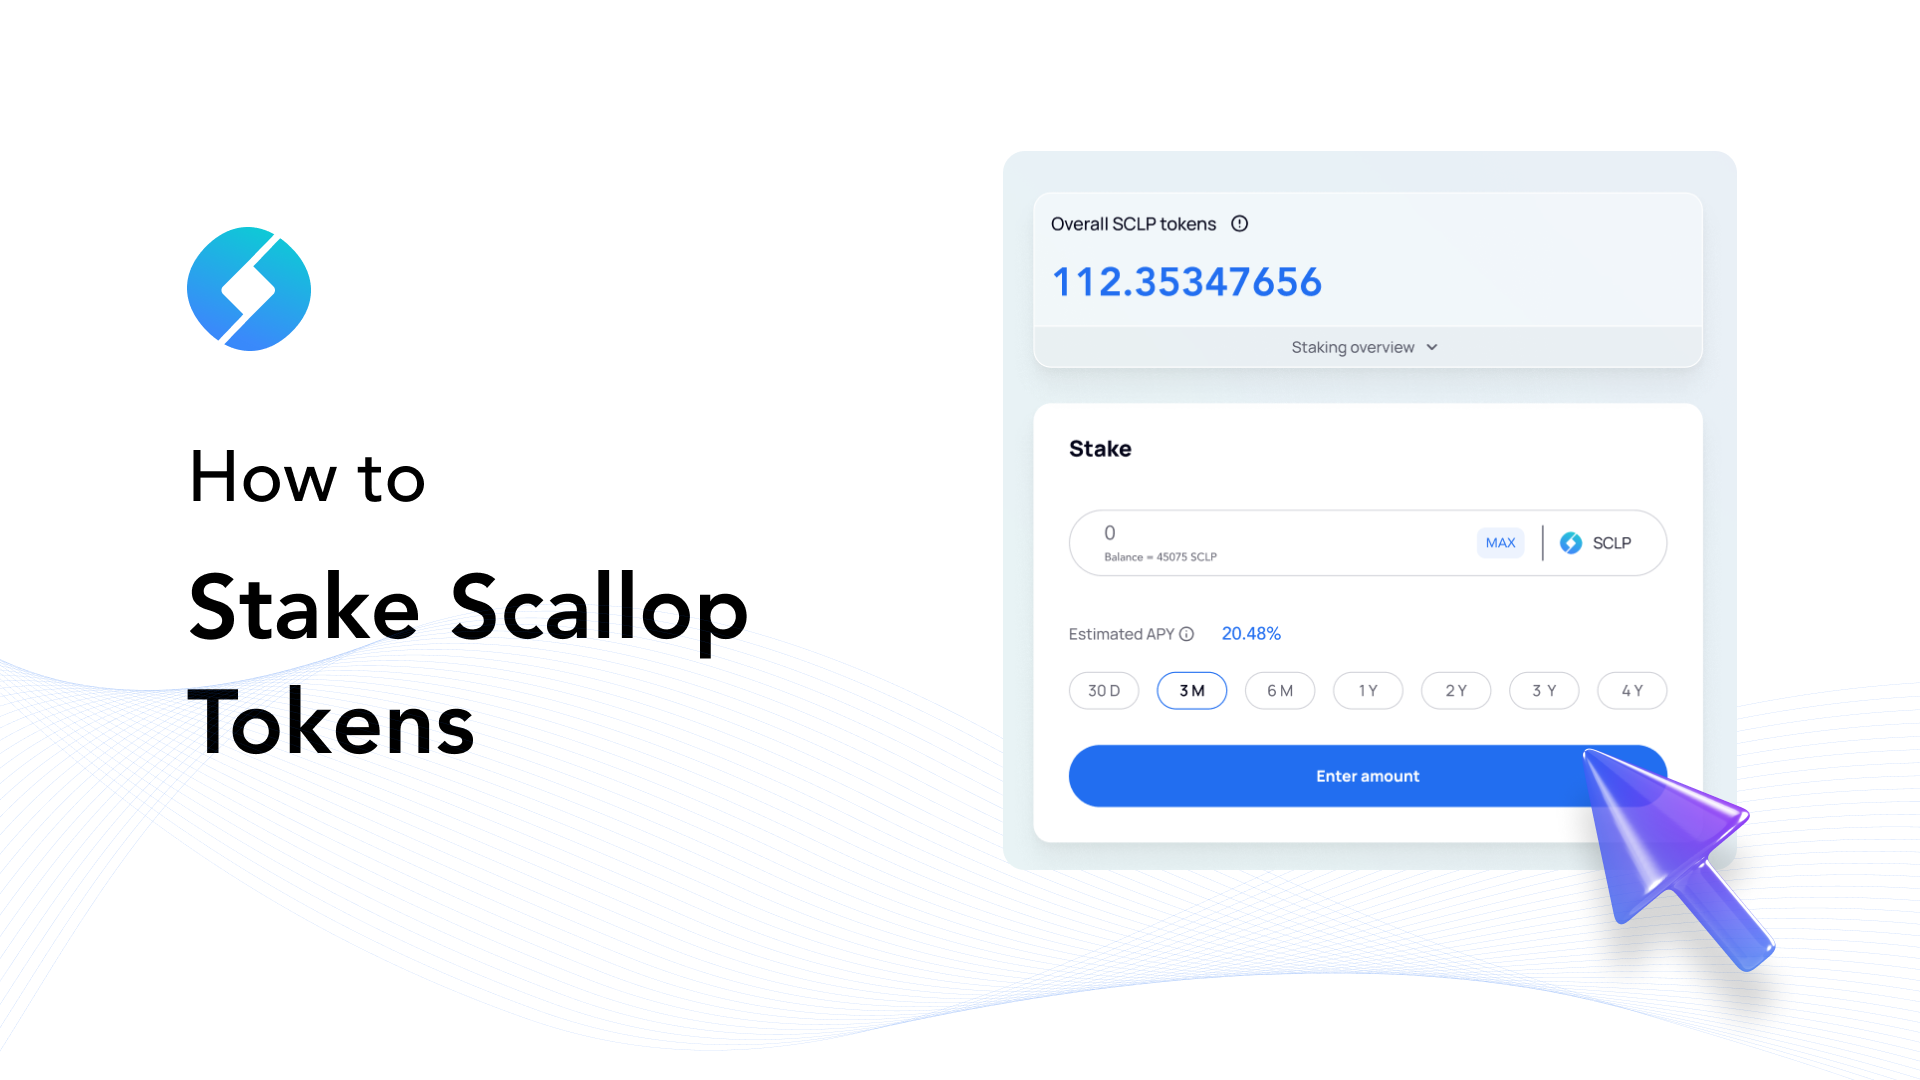 How to
Stake Scallop
Tokens
Overall SCLP tokens
112.35347656
Staking overview
Stake
0
Balance = 45075 SCLP
MAX
SCLP
Estimated APY 20.48%
30 D 3 M 6 M 1 Y 2 Y 3 Y 4 Y
Enter amount